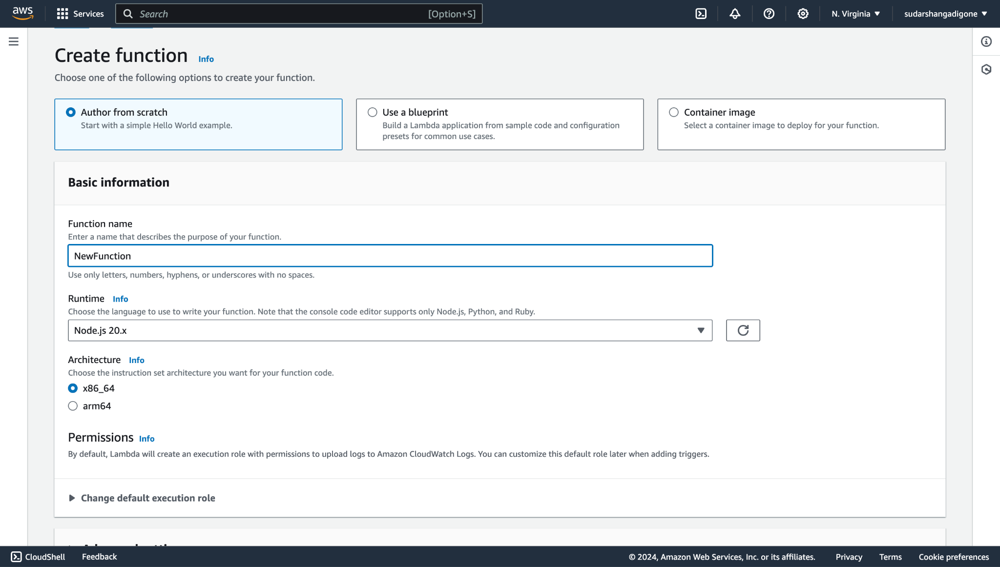 aws
Services
Search
[Option+S]
N. Virginia
sudarshangadigone
Create function
Info
Choose one of the following options to create your function.
Author from scratch
Start with a simple Hello World example.
Use a blueprint
Build a Lambda application from sample code and configuration
presets for common use cases.
Container image
Select a container image to deploy for your function.
Basic information
Function name
Enter a name that describes the purpose of your function.
NewFunction
Use only letters, numbers, hyphens, or underscores with no spaces.
Runtime Info
Choose the language to use to write your function. Note that the console code editor supports only Node.js, Python, and Ruby.
Node.js 20.x
Architecture Info
Choose the instruction set architecture you want for your function code.
x86_64
arm64
Permissions Info
By default, Lambda will create an execution role with permissions to upload logs to Amazon CloudWatch Logs. You can customize this default role later when adding triggers.
Change default execution role
CloudShell
Feedback
© 2024, Amazon Web Services, Inc. or its affiliates.
Privacy
Terms
Cookie preferences